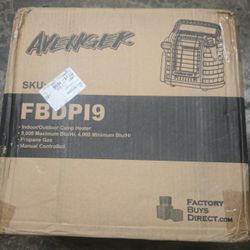 AVENGER
SKU:
FBDPI9
• Indoor/Outdoor Camp Heater
• 9,000 Maximum Btu/Hr, 4,000 Minimum Btu/Hr
• Propane Gas
• Manual Controlled
FACTORY
BUYS
DIRECT.com